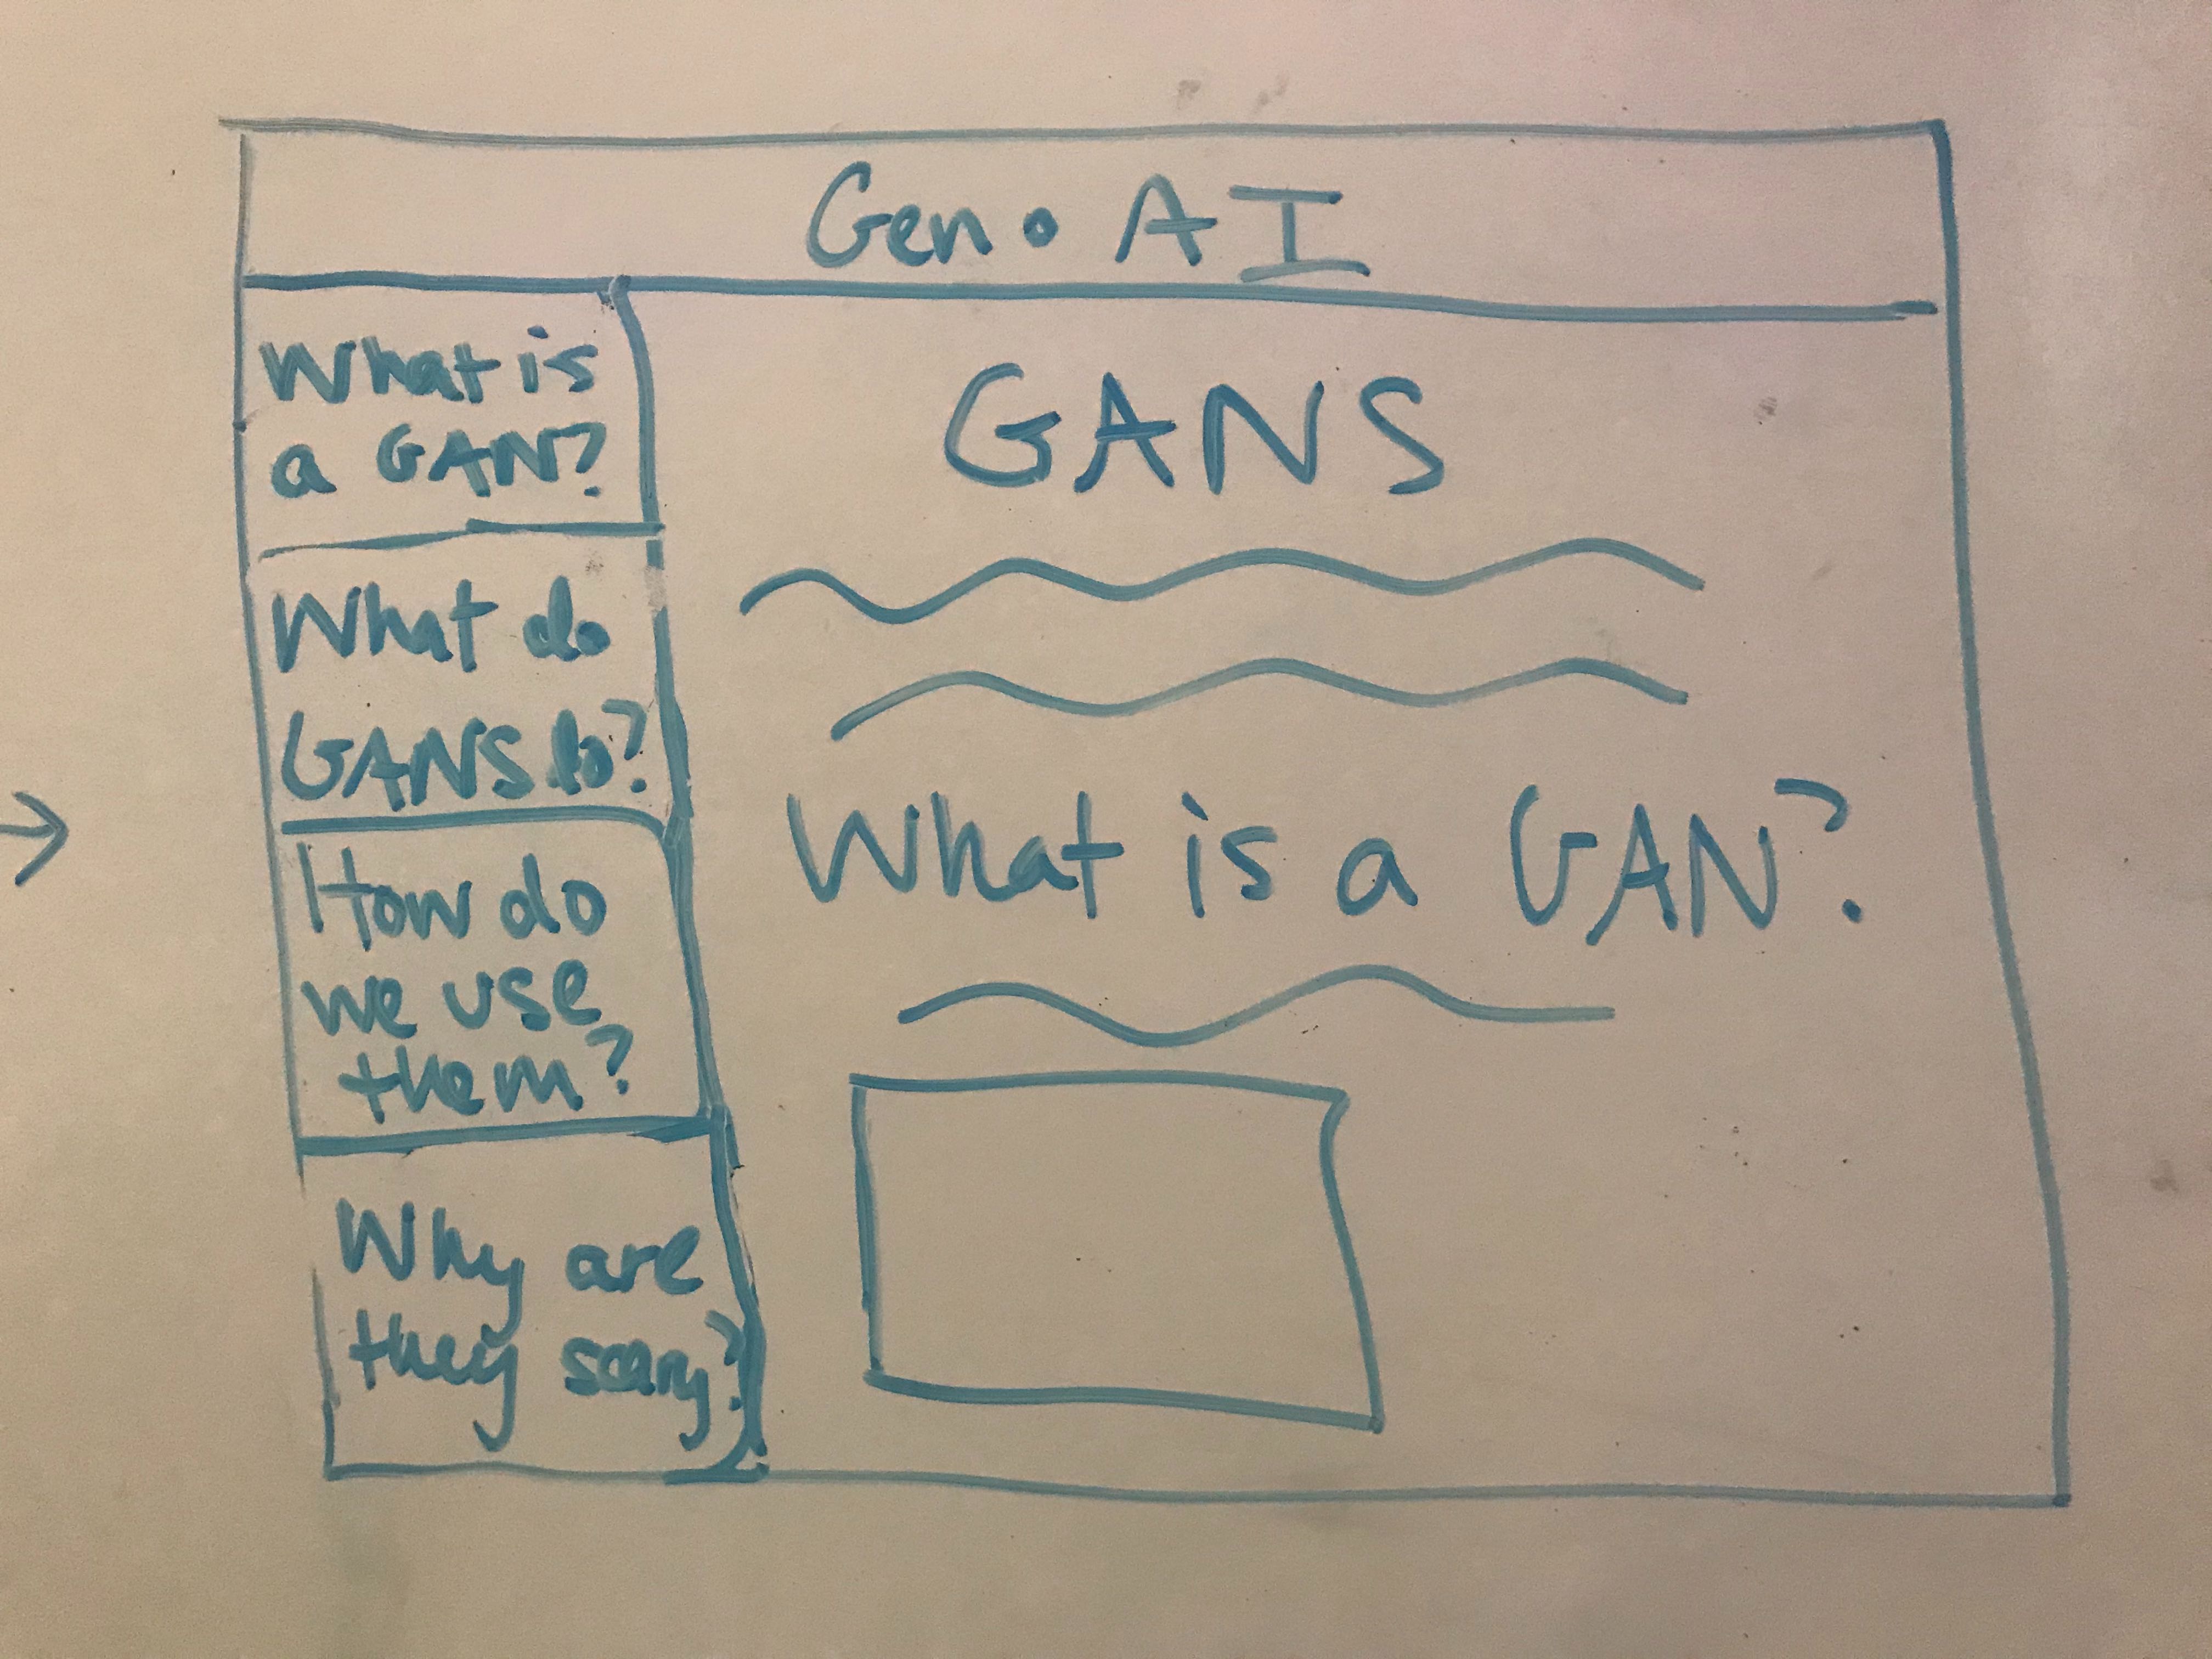 Gen • AI
What is
a GAN?
What do
GANS do?
How do
we use
them?
Why are
they scary?
GANS
What is a GAN?